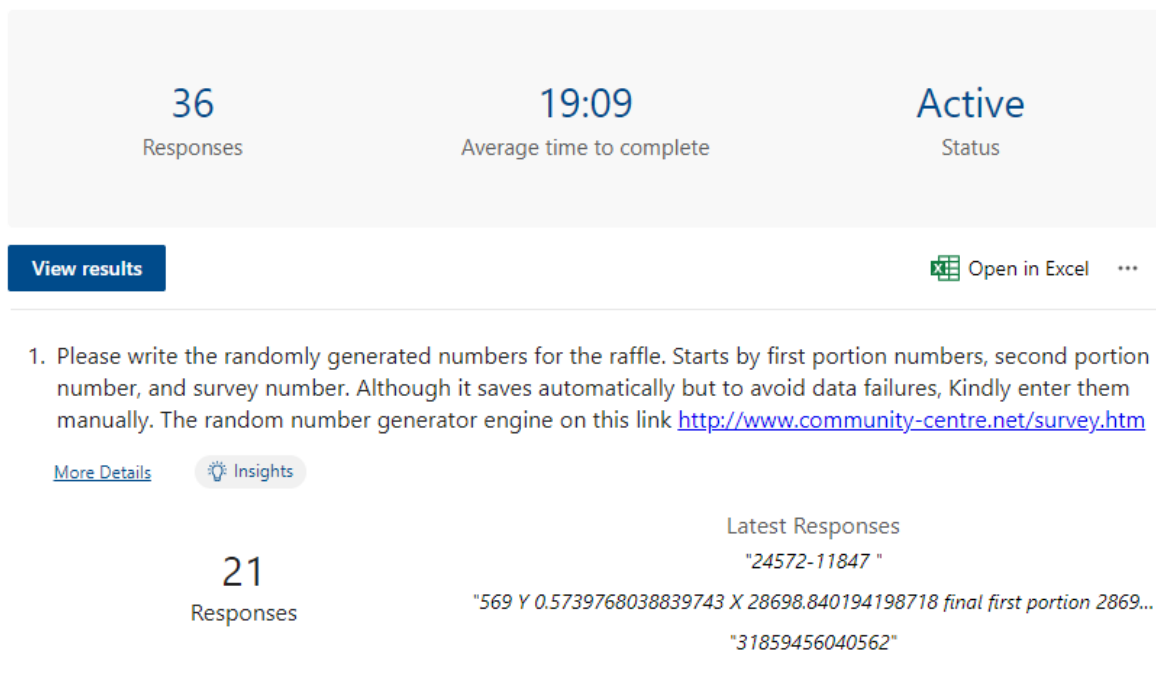 36
Responses
19:09
Average time to complete
Active
Status
View results
Open in Excel
1. Please write the randomly generated numbers for the raffle. Starts by first portion numbers, second portion
number, and survey number. Although it saves automatically but to avoid data failures, Kindly enter them
manually. The random number generator engine on this link http://www.community-centre.net/survey.htm
More Details
Insights
21
Responses
Latest Responses
"24572-11847 "
"569 Y 0.5739768038839743 X 28698.840194198718 final first portion 2869...
"31859456040562"